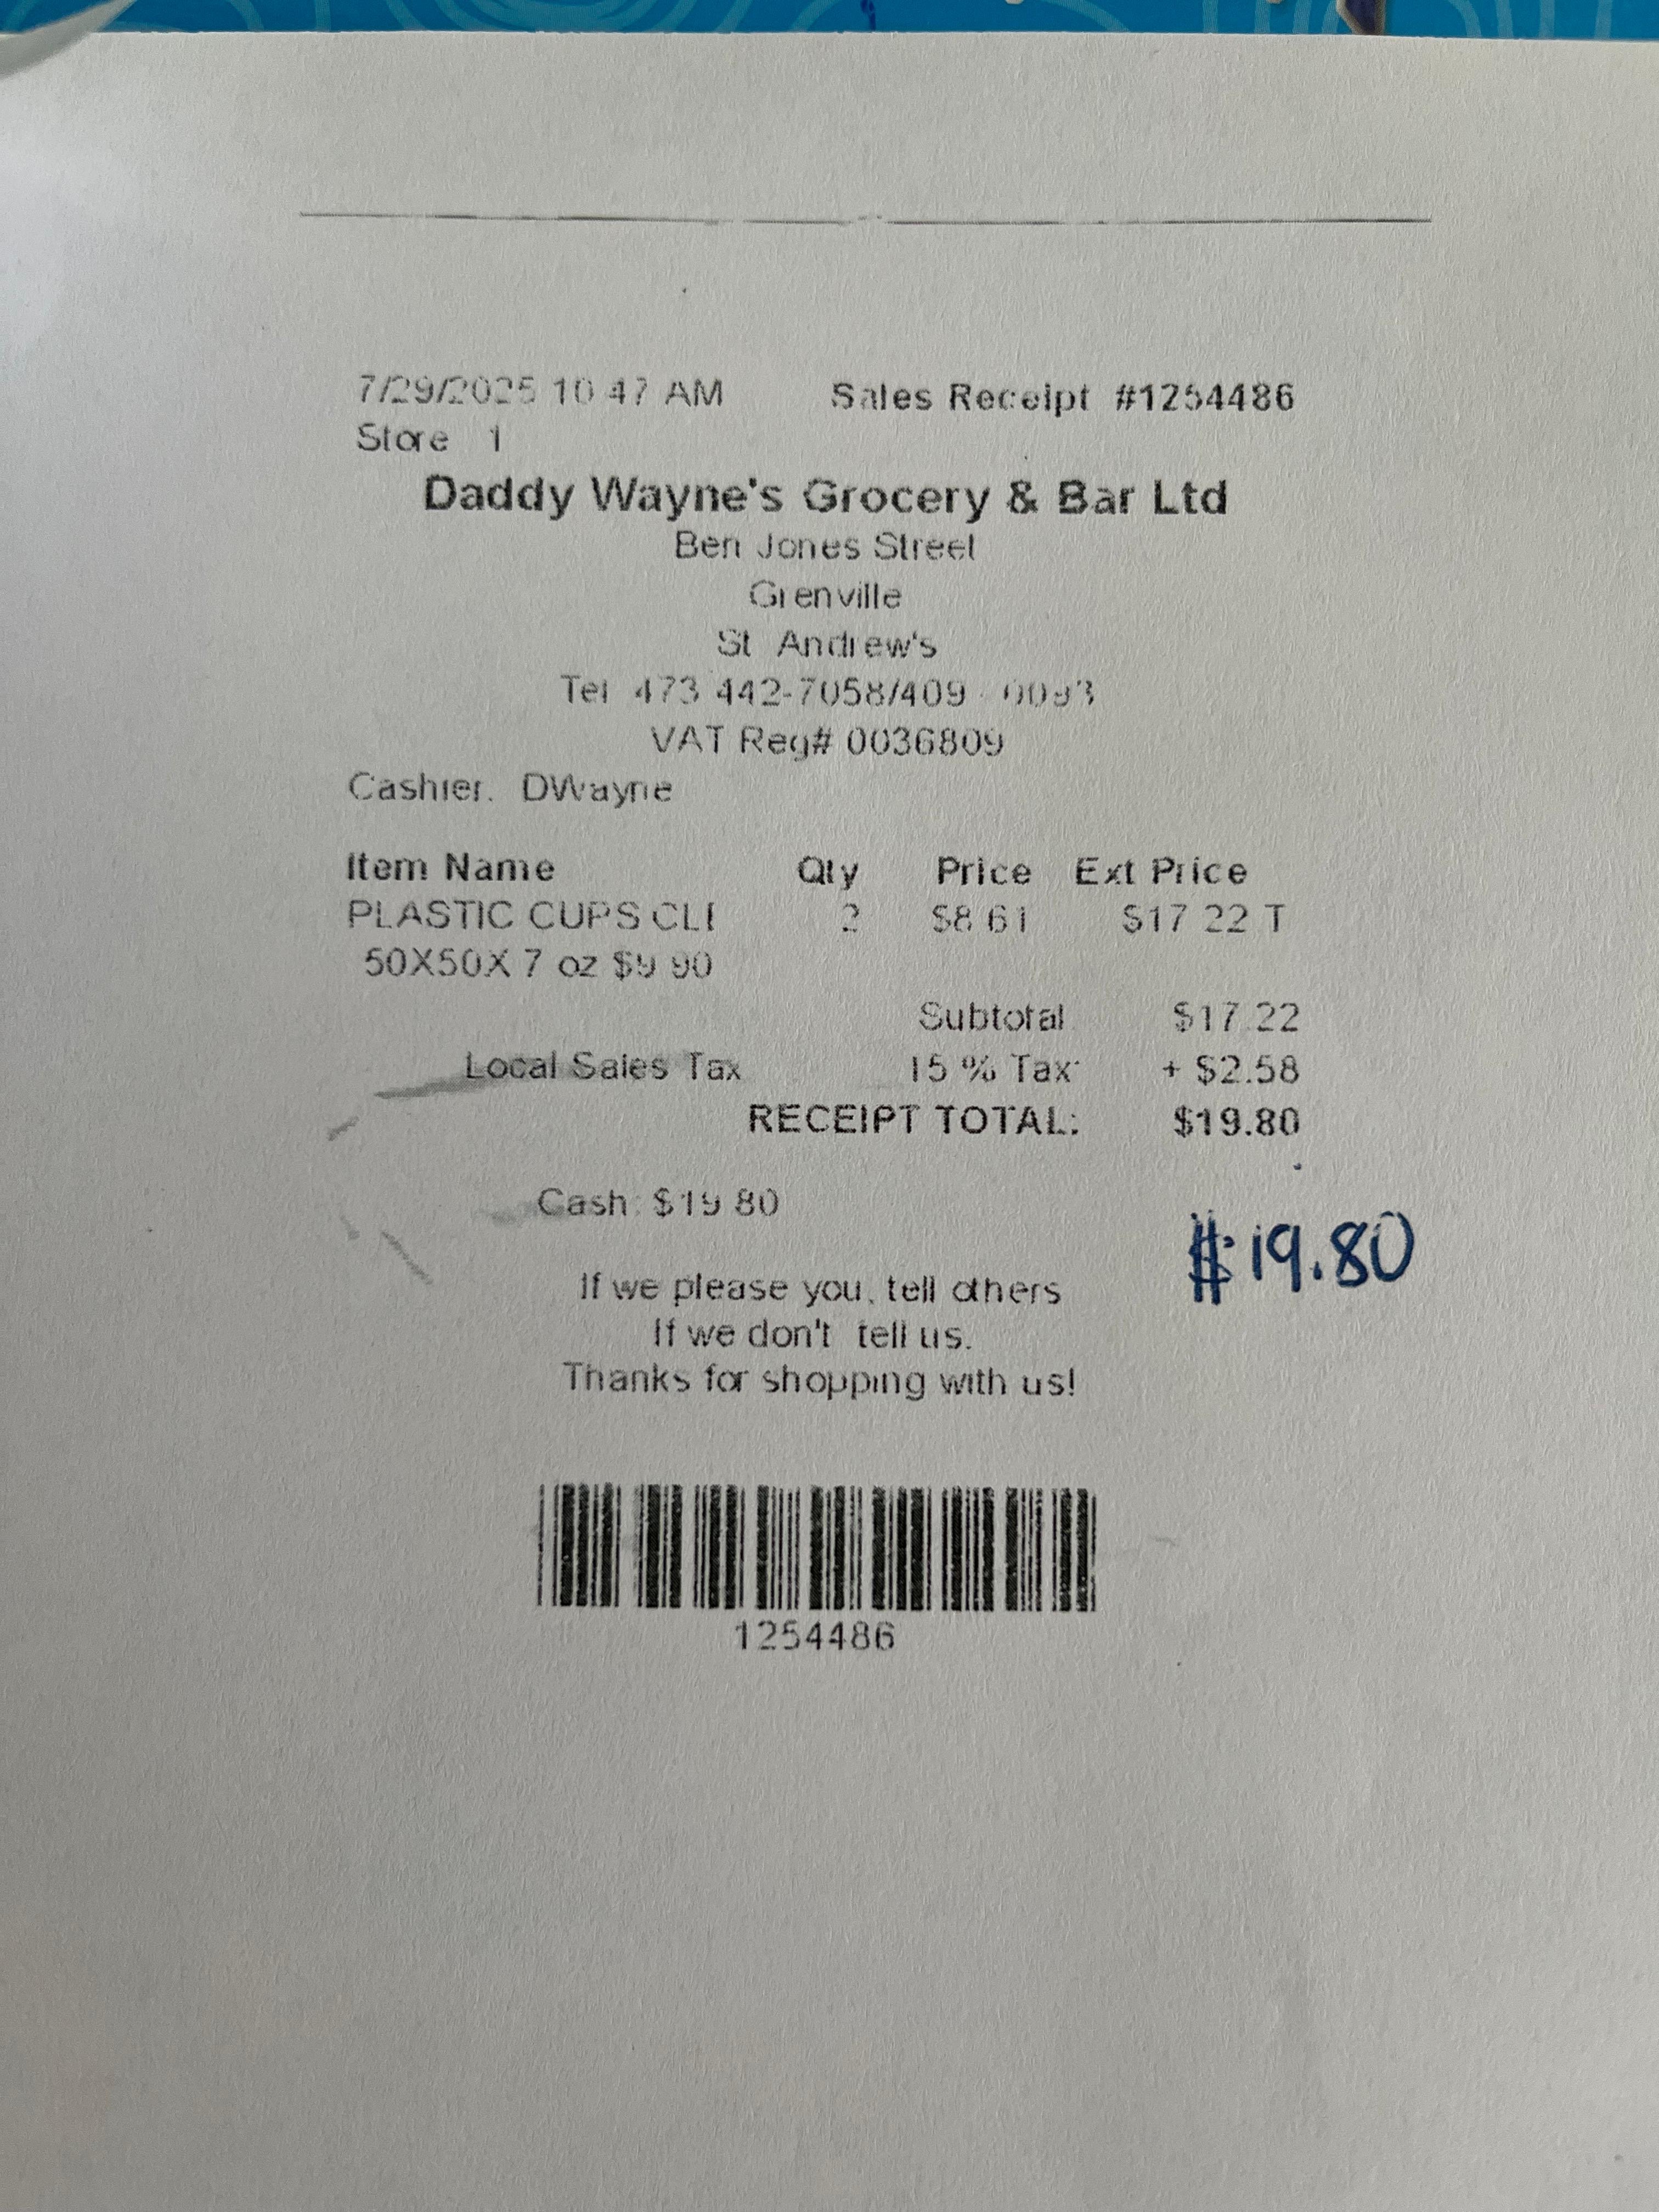 7/29/2025 10:47 AM Sales Receipt #1254486
Store 1
Daddy Wayne's Grocery & Bar Ltd
Ben Jones Street
Grenville
St Andrew's
Tel 473 442-7058/409 - 0093
VAT Reg# 0036809
Cashier. DWayne
Item Name Qty Price Ext Price
PLASTIC CUPS CLE 2 $8.61 $17.22 T
50X50X 7 oz $9.90
Subtotal $17.22
Local Sales Tax 15 % Tax: + $2.58
RECEIPT TOTAL: $19.80
Cash: $19.80
$19.80
If we please you, tell others
If we don't tell us.
Thanks for shopping with us!
1254486